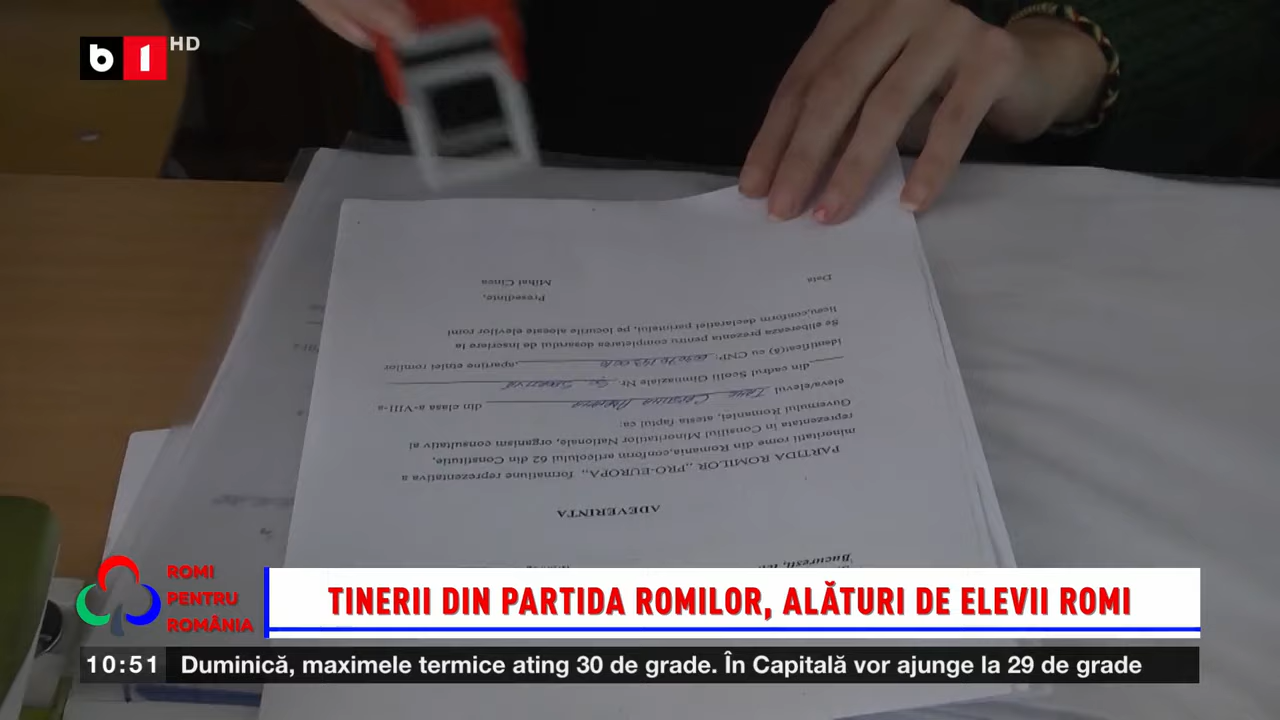 b1 HD
București,
ADEVERINTA
PARTIDA ROMILOR ,,PRO-EUROPA,, formatiune reprezentativa a
minoritatii rome din Romania,conform articolului 62 din Constitutie,
reprezentata in Consiliul Minoritatilor Nationale, organism consultativ al
Guvernului Romaniei, atesta faptul ca:
eleva/elevul din clasa a-VIII-a
din cadrul Scolii Gimnaziale Nr.
identificat(ă) cu CNP ,apartine etniei romilor
Se elibereaza prezenta pentru completarea dosarului de inscriere la
liceu,conform declaratiei parintelui, pe locurile alocate elevilor romi
Presedinte,
Data Mihai Cinca
ROMI
PENTRU
ROMÂNIA
TINERII DIN PARTIDA ROMILOR, ALĂTURI DE ELEVII ROMI
10:51 Duminică, maximele termice ating 30 de grade. În Capitală vor ajunge la 29 de grade